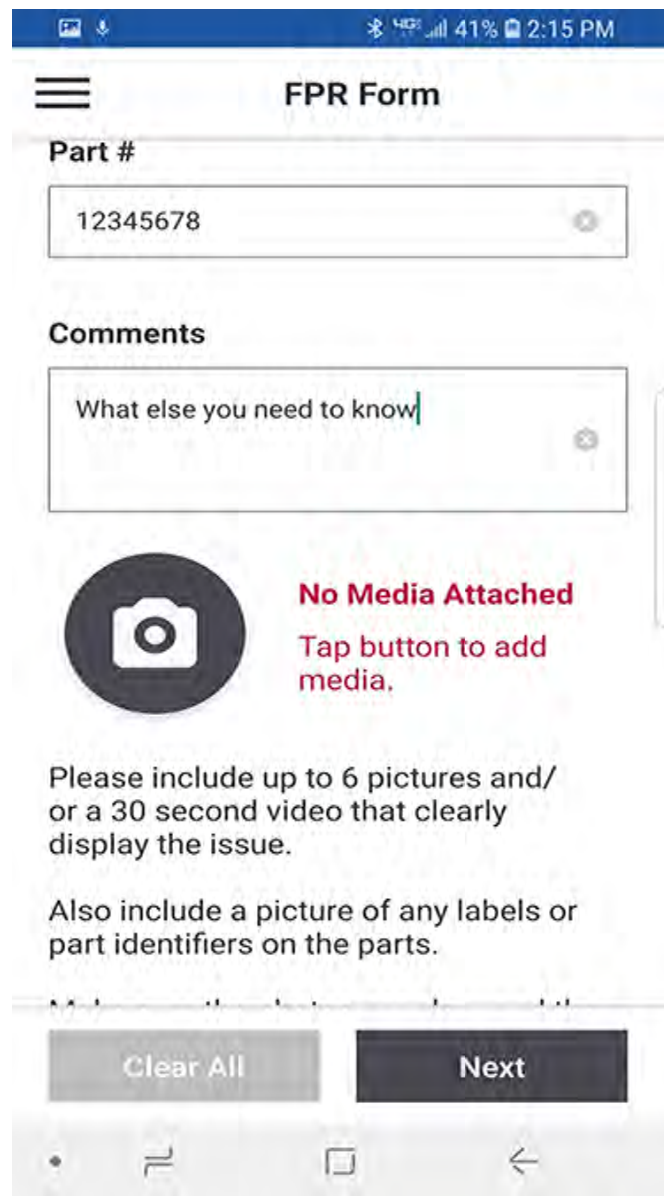 41% 2:15 PM
FPR Form
Part #
12345678
Comments
What else you need to know
No Media Attached
Tap button to add
media.
Please include up to 6 pictures and/
or a 30 second video that clearly
display the issue.
Also include a picture of any labels or
part identifiers on the parts.
Clear All
Next